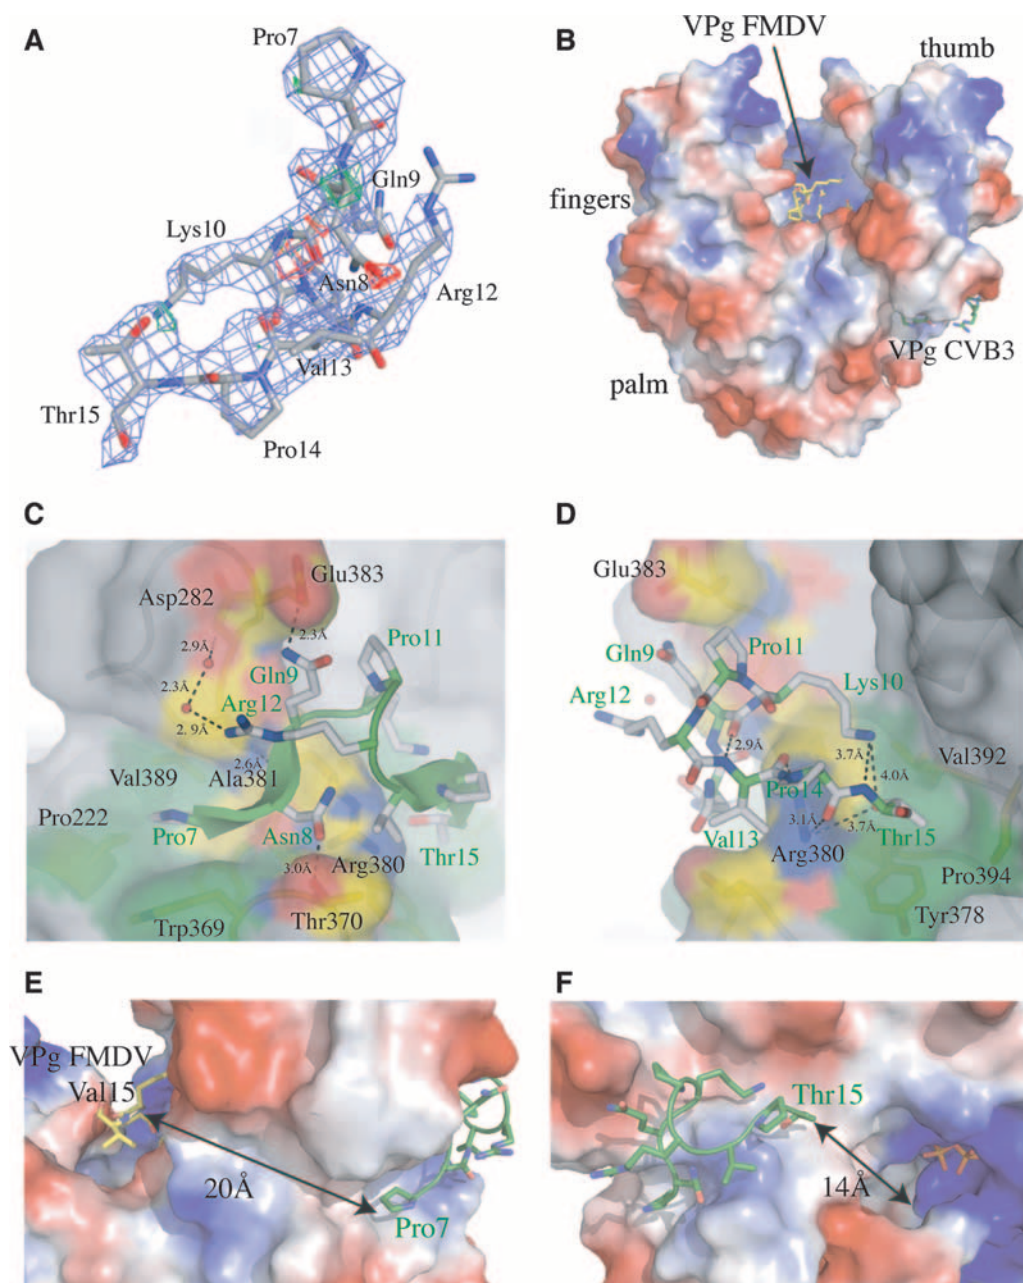 A
Pro7
Gln9
Lys10
Asn8
Arg12
Val13
Thr15
Pro14
B
VPg FMDV
thumb
fingers
VPg CVB3
palm
C
Glu383
Asp282
2.3Å
2.9Å
Pro11
Gln9
2.3Å
Arg12
2.9Å
2.6Å
Val389
Ala381
Pro222
Pro7
Asn8
Arg380
Thr15
3.0Å
Trp369
Thr370
D
Glu383
Pro11
Gln9
Lys10
Arg12
2.9Å
3.7Å
4.0Å
Val392
Pro14
3.1Å
3.7Å
Val13
Arg380
Thr15
Pro394
Tyr378
E
VPg FMDV
Val15
20Å
Pro7
F
Thr15
14Å